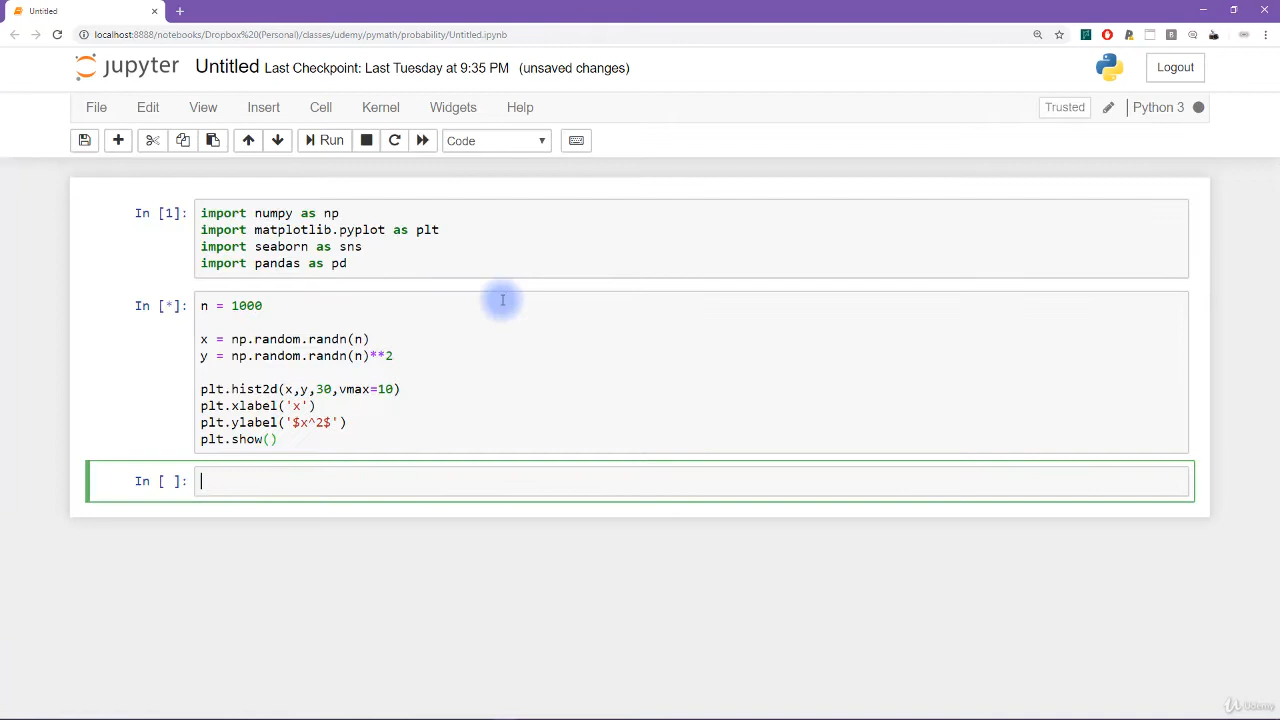 Untitled
localhost:8888/notebooks/Dropbox%20(Personal)/classes/udemy/pymath/probability/Untitled.ipynb
jupyter Untitled Last Checkpoint: Last Tuesday at 9:35 PM (unsaved changes) Logout
File Edit View Insert Cell Kernel Widgets Help Trusted Python 3
Run Code
In [1]: import numpy as np
import matplotlib.pyplot as plt
import seaborn as sns
import pandas as pd
In [*]: n = 1000
x = np.random.randn(n)
y = np.random.randn(n)**2
plt.hist2d(x,y,30,vmax=10)
plt.xlabel('x')
plt.ylabel('$x^2$')
plt.show()
In [ ]:
Udemy